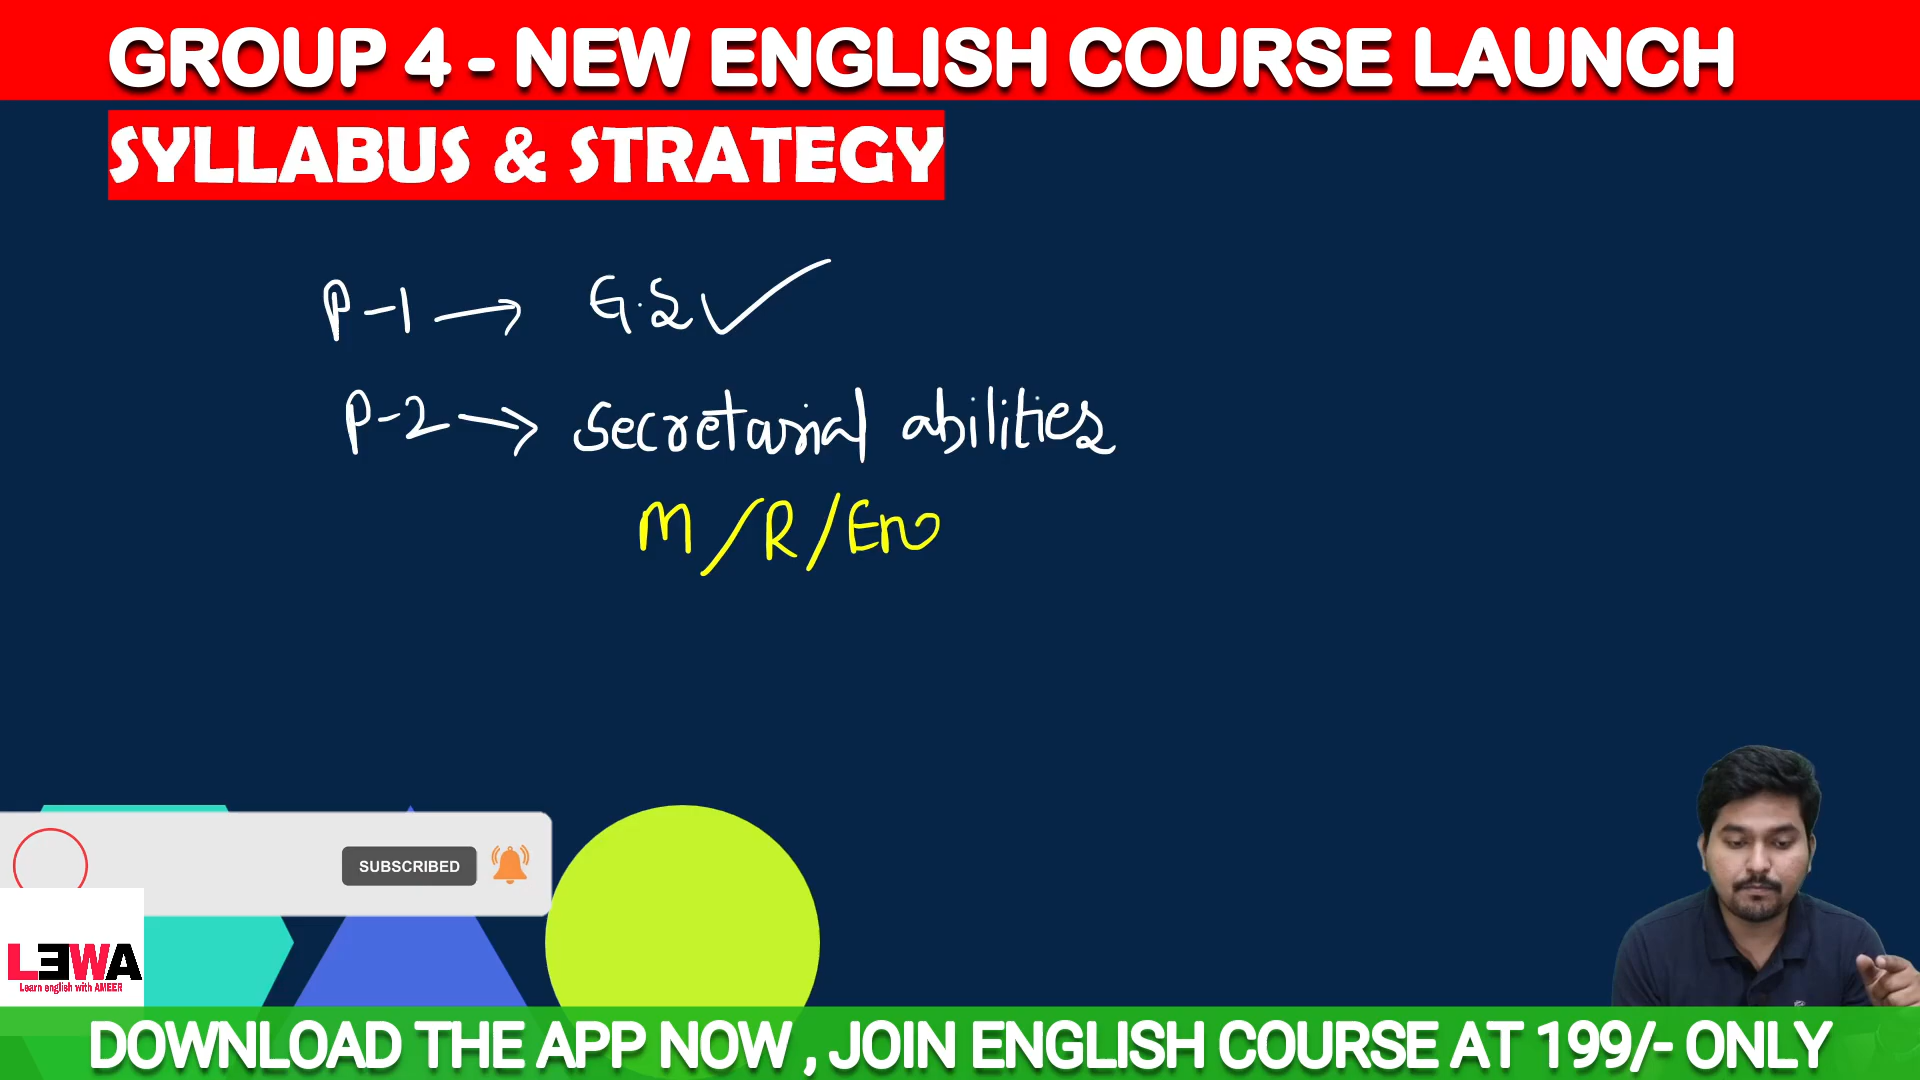 GROUP 4 - NEW ENGLISH COURSE LAUNCH
SYLLABUS & STRATEGY
P-1 → G.S ✓
P-2 → Secretarial abilities
M/R/Eng
SUBSCRIBED
LEWA
Learn english with AMEER
DOWNLOAD THE APP NOW , JOIN ENGLISH COURSE AT 199/- ONLY